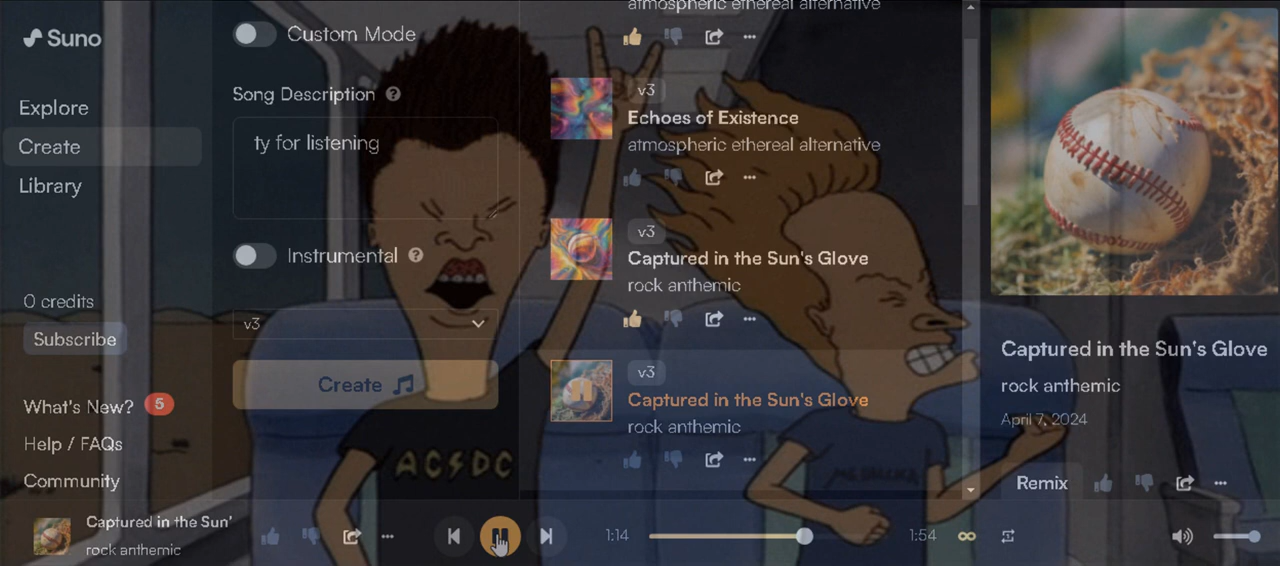 Suno
Explore
Create
Library
0 credits
Subscribe
What's New? 5
Help / FAQs
Community
Custom Mode
Song Description
ty for listening
Instrumental
v3
Create
atmospheric ethereal alternative
v3
Echoes of Existence
atmospheric ethereal alternative
v3
Captured in the Sun's Glove
rock anthemic
v3
Captured in the Sun's Glove
rock anthemic
Captured in the Sun's Glove
rock anthemic
April 7, 2024
Remix
AC⚡DC
METALLICA
Captured in the Sun'
rock anthemic
1:14
1:54